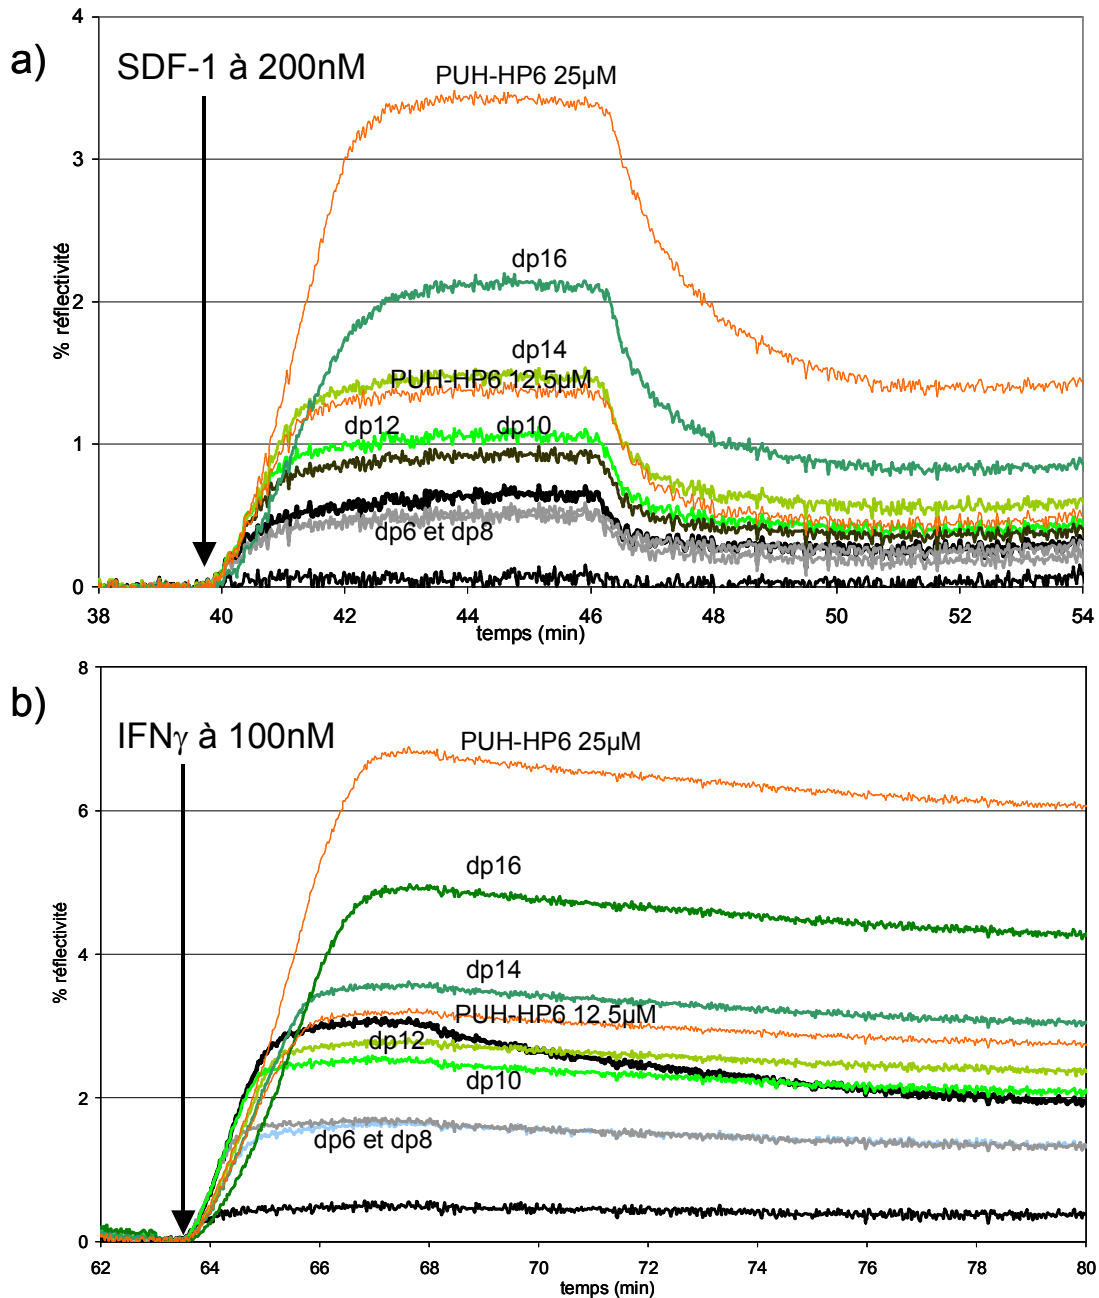 a)
SDF-1 à 200nM
PUH-HP6 25µM
dp16
dp14
PUH-HP6 12.5µM
dp12
dp10
dp6 et dp8
% réflectivité
4
3
2
1
0
38 40 42 44 46 48 50 52 54
temps (min)
b)
IFNγ à 100nM
PUH-HP6 25µM
dp16
dp14
PUH-HP6 12.5µM
dp12
dp10
dp6 et dp8
% réflectivité
8
6
4
2
0
62 64 66 68 70 72 74 76 78 80
temps (min)